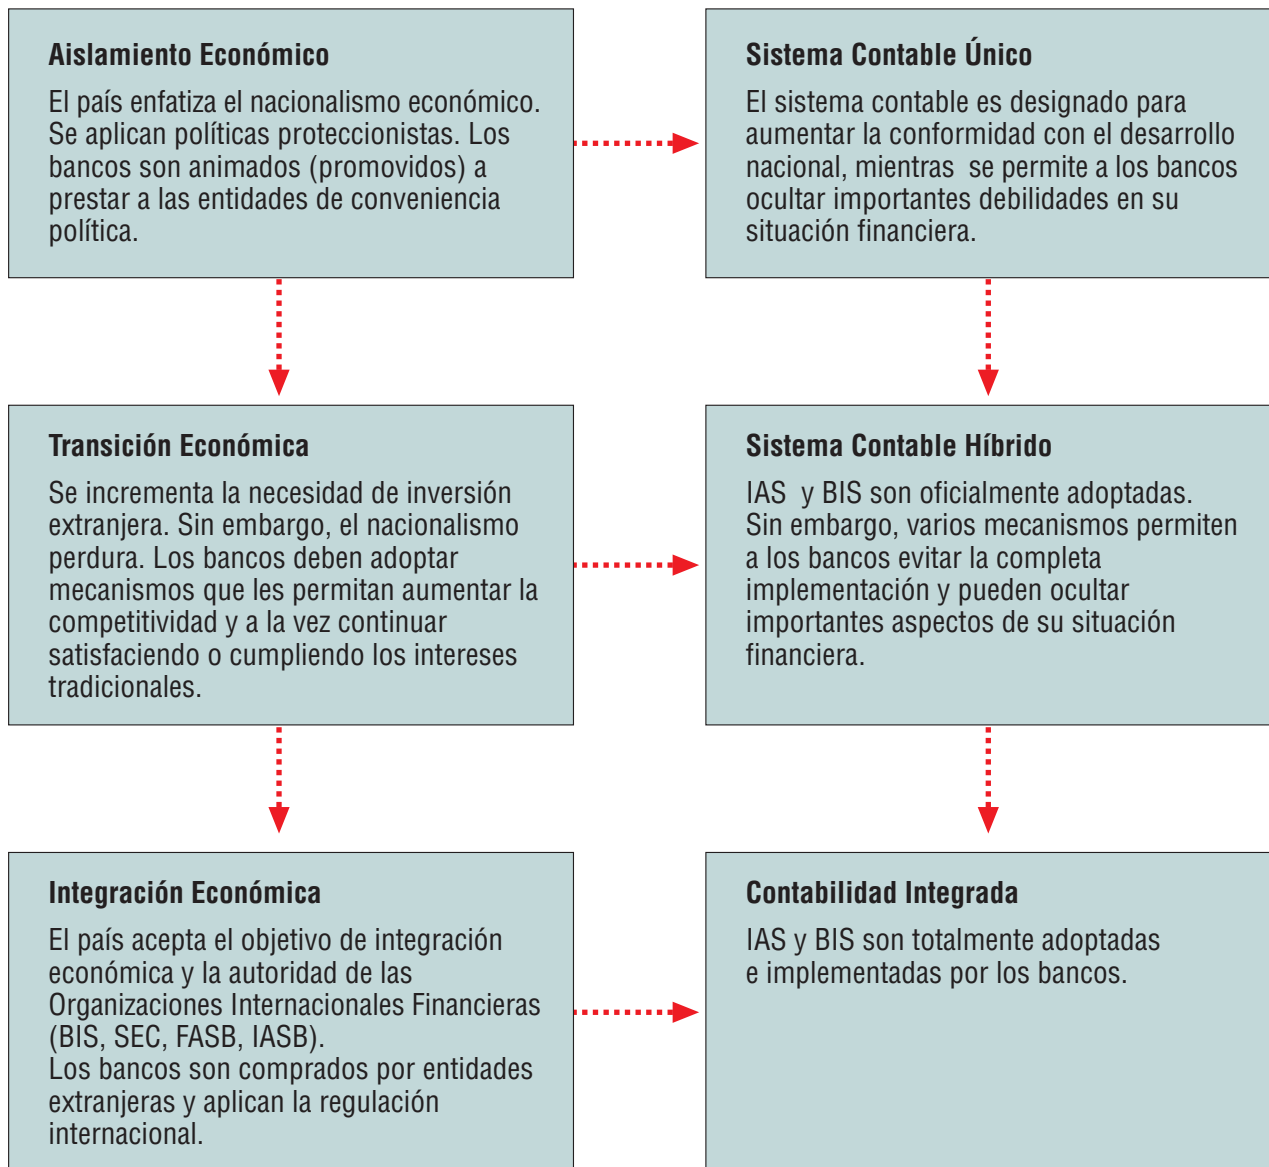 Aislamiento Económico
El país enfatiza el nacionalismo económico.
Se aplican políticas proteccionistas. Los
bancos son animados (promovidos) a
prestar a las entidades de conveniencia
política.
Sistema Contable Único
El sistema contable es designado para
aumentar la conformidad con el desarrollo
nacional, mientras se permite a los bancos
ocultar importantes debilidades en su
situación financiera.
Transición Económica
Se incrementa la necesidad de inversión
extranjera. Sin embargo, el nacionalismo
perdura. Los bancos deben adoptar
mecanismos que les permitan aumentar la
competitividad y a la vez continuar
satisfaciendo o cumpliendo los intereses
tradicionales.
Sistema Contable Híbrido
IAS y BIS son oficialmente adoptadas.
Sin embargo, varios mecanismos permiten
a los bancos evitar la completa
implementación y pueden ocultar
importantes aspectos de su situación
financiera.
Integración Económica
El país acepta el objetivo de integración
económica y la autoridad de las
Organizaciones Internacionales Financieras
(BIS, SEC, FASB, IASB).
Los bancos son comprados por entidades
extranjeras y aplican la regulación
internacional.
Contabilidad Integrada
IAS y BIS son totalmente adoptadas
e implementadas por los bancos.